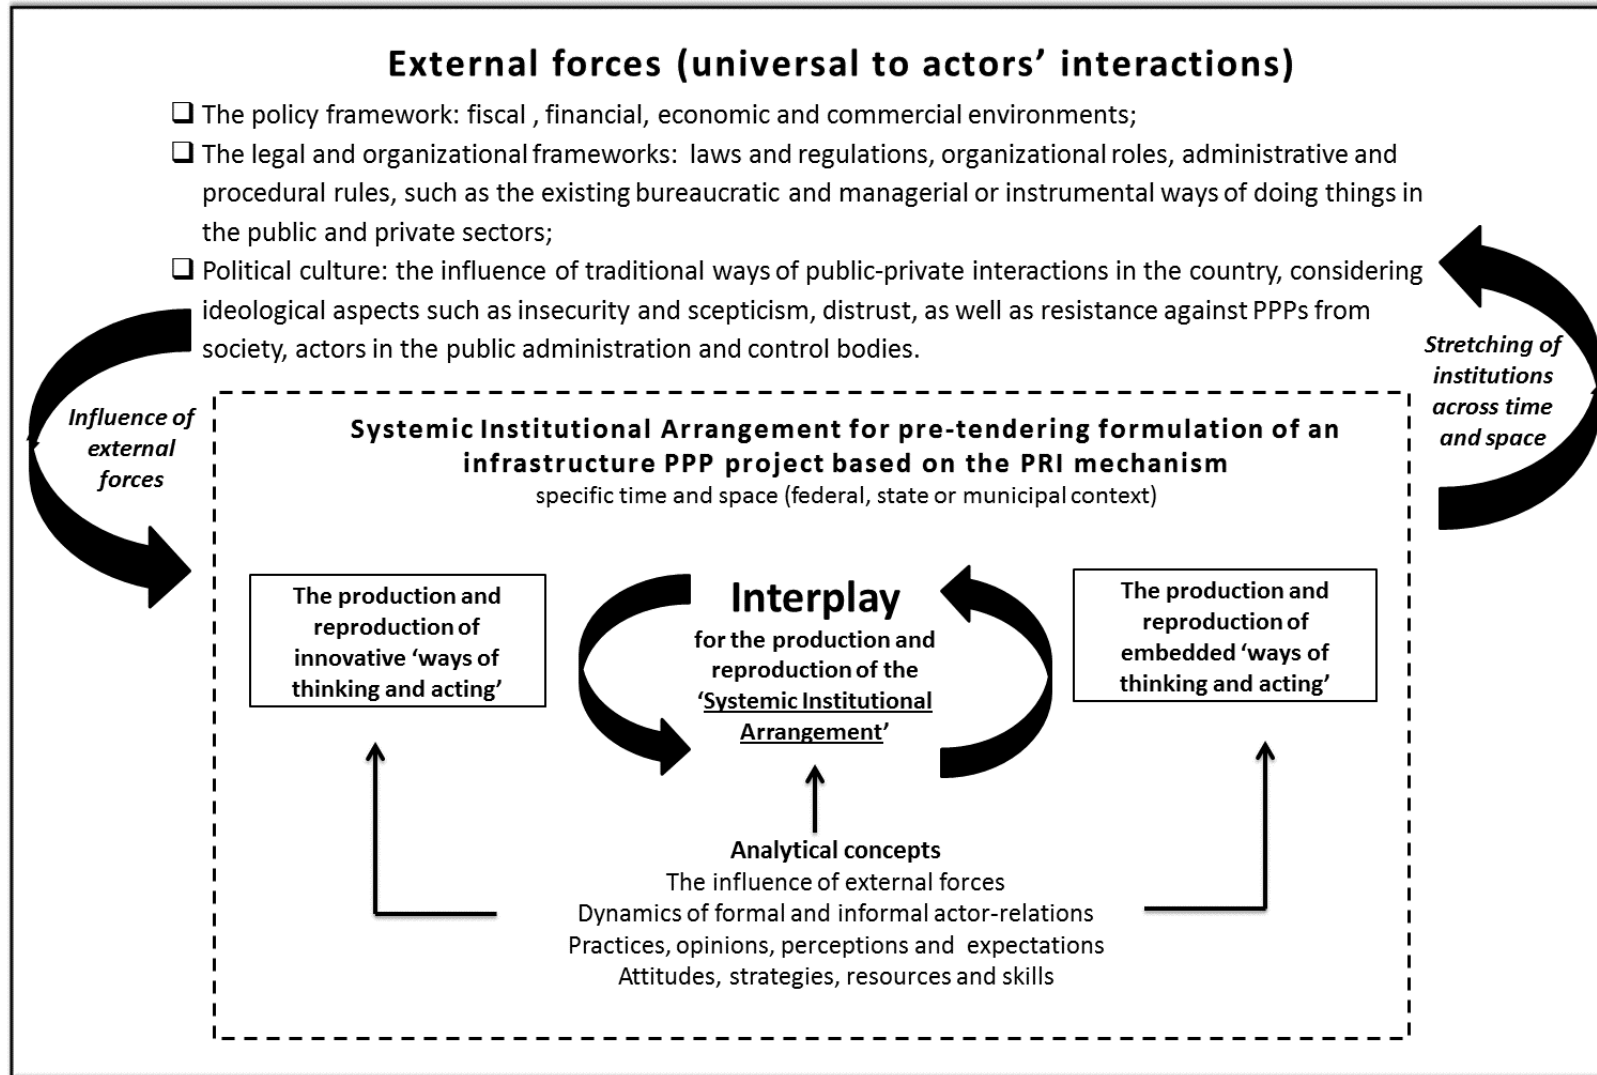 External forces (universal to actors’ interactions)
❑ The policy framework: fiscal , financial, economic and commercial environments;
❑ The legal and organizational frameworks: laws and regulations, organizational roles, administrative and
procedural rules, such as the existing bureaucratic and managerial or instrumental ways of doing things in
the public and private sectors;
❑ Political culture: the influence of traditional ways of public-private interactions in the country, considering
ideological aspects such as insecurity and scepticism, distrust, as well as resistance against PPPs from
society, actors in the public administration and control bodies.
Influence of
external
forces
Stretching of
institutions
across time
and space
Systemic Institutional Arrangement for pre-tendering formulation of an
infrastructure PPP project based on the PRI mechanism
specific time and space (federal, state or municipal context)
The production and
reproduction of
innovative ‘ways of
thinking and acting’
Interplay
for the production and
reproduction of the
‘Systemic Institutional
Arrangement’
The production and
reproduction of
embedded ‘ways of
thinking and acting’
Analytical concepts
The influence of external forces
Dynamics of formal and informal actor-relations
Practices, opinions, perceptions and expectations
Attitudes, strategies, resources and skills